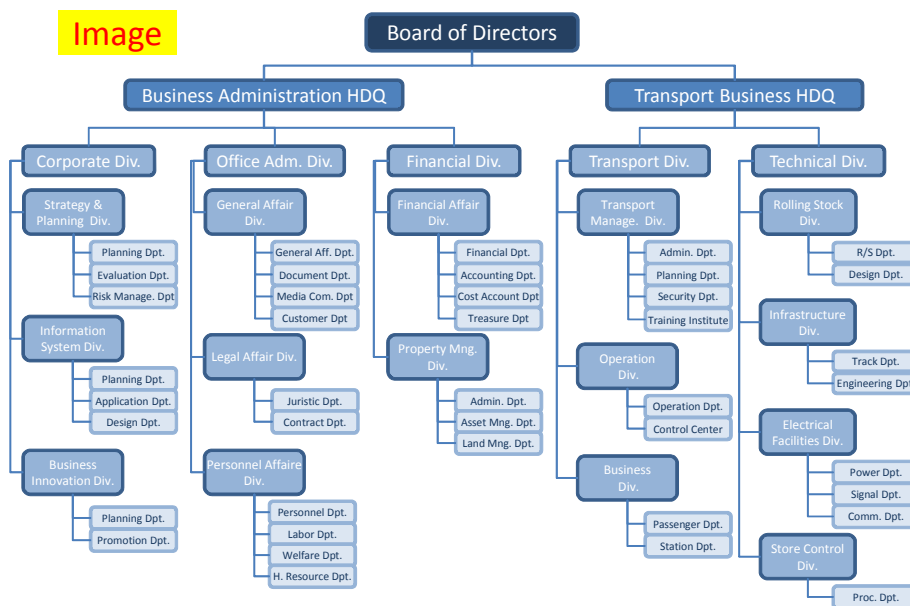 Image
Board of Directors
Business Administration HDQ
Transport Business HDQ
Corporate Div.
Office Adm. Div.
Financial Div.
Transport Div.
Technical Div.
Strategy &
Planning  Div.
Planning Dpt.
Evaluation Dpt.
Risk Manage. Dpt
Information
System Div.
Planning Dpt.
Application Dpt.
Design Dpt.
Business
Innovation Div.
Planning Dpt.
Promotion Dpt.
General Affair
Div.
General Aff. Dpt.
Document Dpt.
Media Com. Dpt
Customer Dpt
Legal Affair Div.
Juristic Dpt.
Contract Dpt.
Personnel Affaire
Div.
Personnel Dpt.
Labor Dpt.
Welfare Dpt.
H. Resource Dpt.
Financial Affair
Div.
Financial Dpt.
Accounting Dpt.
Cost Account Dpt
Treasure Dpt
Property Mng.
Div.
Admin. Dpt.
Asset Mng. Dpt.
Land Mng. Dpt.
Transport
Manage.  Div.
Admin. Dpt.
Planning Dpt.
Security Dpt.
Training Institute
Operation
Div.
Operation Dpt.
Control Center
Business
Div.
Passenger Dpt.
Station Dpt.
Rolling Stock
Div.
R/S Dpt.
Design Dpt.
Infrastructure
Div.
Track Dpt.
Engineering Dpt
Electrical
Facilities Div.
Power Dpt.
Signal Dpt.
Comm. Dpt.
Store Control
Div.
Proc. Dpt.